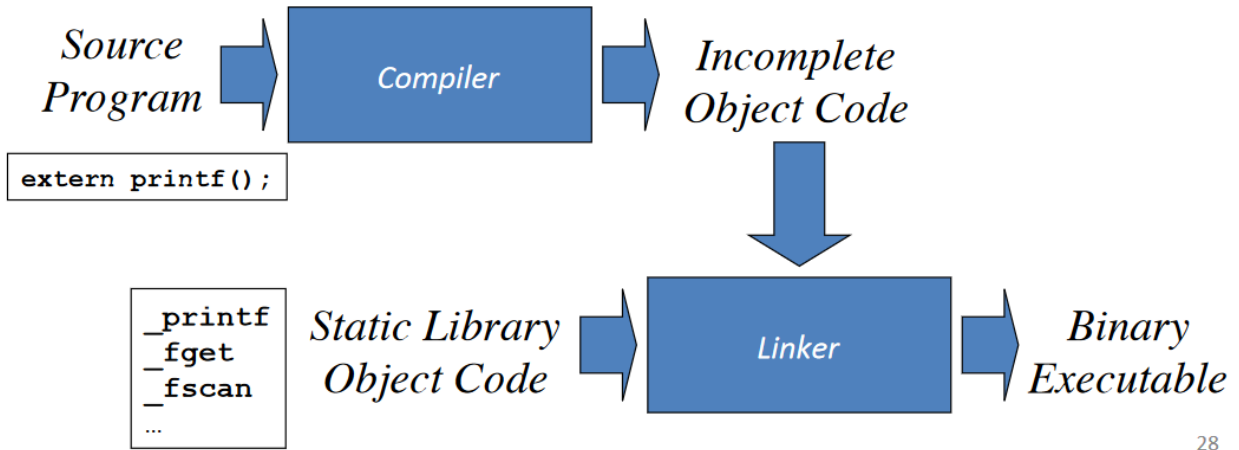 Source
Program
Compiler
Incomplete
Object Code
extern printf();
_printf
_fget
_fscan
...
Static Library
Object Code
Linker
Binary
Executable
28